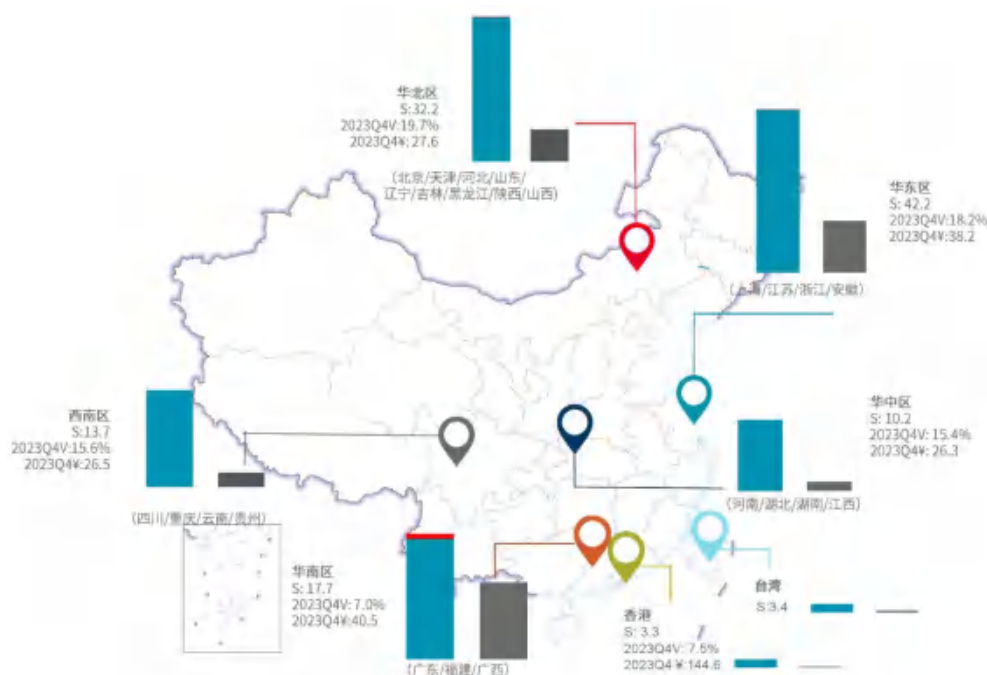 华北区
S:32.2
2023Q4V:19.7%
2023Q4¥: 27.6
(北京/天津/河北/山东/
辽宁/吉林/黑龙江/陕西/山西)
华东区
S: 42.2
2023Q4V:18.2%
2023Q4¥:38.2
(上海/江苏/浙江/安徽)
西南区
S:13.7
2023Q4V:15.6%
2023Q4¥:26.5
(四川/重庆/云南/贵州)
华中区
S: 10.2
2023Q4V: 15.4%
2023Q4¥: 26.3
(河南/湖北/湖南/江西)
华南区
S: 17.7
2023Q4V: 7.0%
2023Q4¥:40.5
(广东/福建/广西)
台湾
S:3.4
香港
S: 3.3
2023Q4V: 7.5%
2023Q4 ¥:144.6